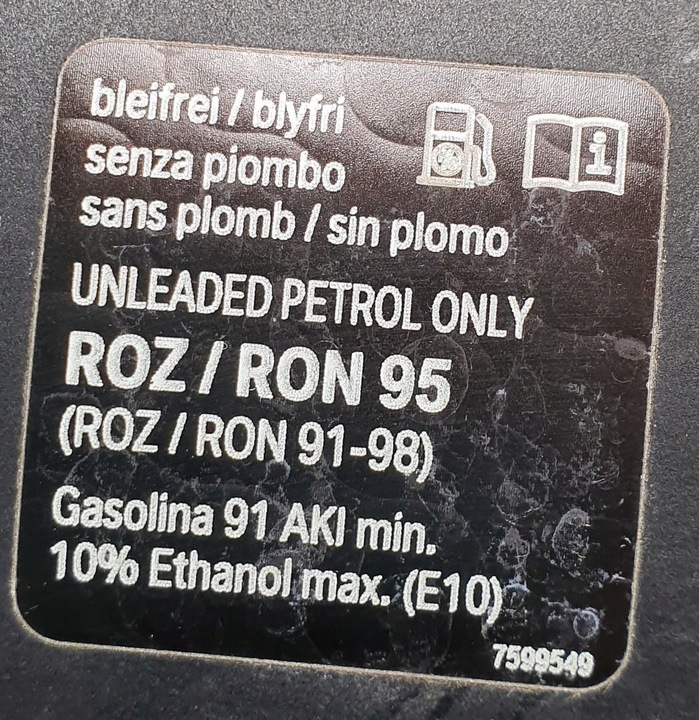 bleifrei / blyfri
senza piombo
sans plomb / sin plomo
UNLEADED PETROL ONLY
ROZ / RON 95
(ROZ / RON 91-98)
Gasolina 91 AKI min.
10% Ethanol max. (E10)
7599549